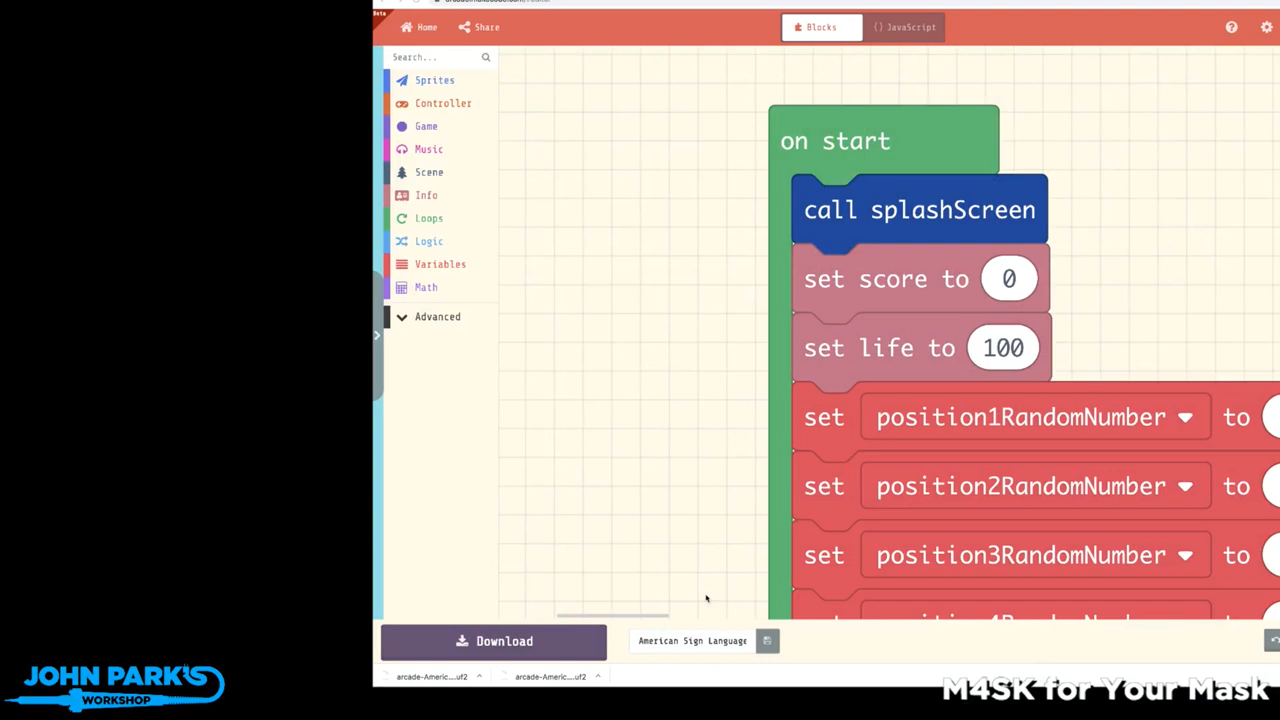 Beta
Home
Share
Blocks
{} JavaScript
Search...
Sprites
Controller
Game
Music
Scene
Info
Loops
Logic
Variables
Math
Advanced
on start
call splashScreen
set score to 0
set life to 100
set position1RandomNumber to
set position2RandomNumber to
set position3RandomNumber to
Download
American Sign Language
arcade-Americ....uf2
arcade-Americ....uf2
JOHN PARK'S
WORKSHOP
M4SK for Your Mask